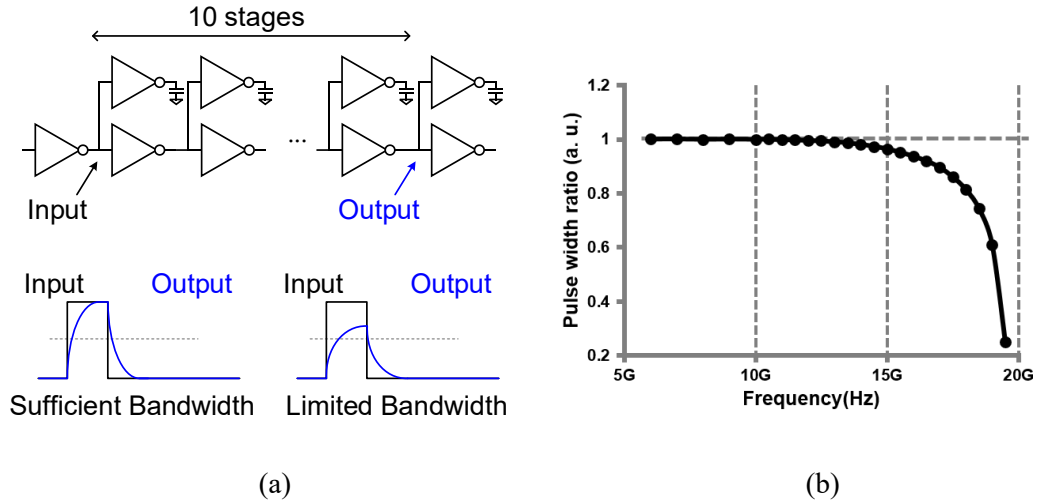 10 stages
...
Input
Output
Input
Output
Input
Output
Sufficient Bandwidth
Limited Bandwidth
(a)
Pulse width ratio (a. u.)
1.2
1
0.8
0.6
0.4
0.2
5G
10G
15G
20G
Frequency(Hz)
(b)